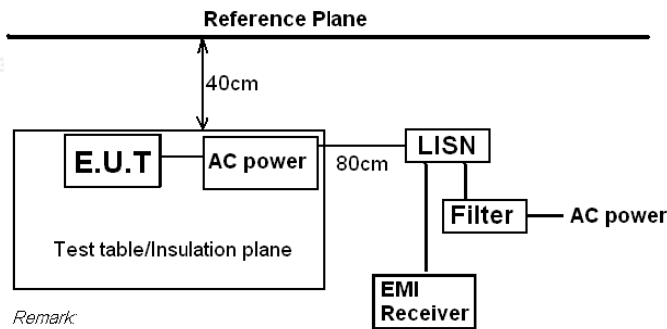 Reference Plane
40cm
E.U.T
AC power
80cm
LISN
Filter
AC power
Test table/Insulation plane
EMI
Receiver
Remark: